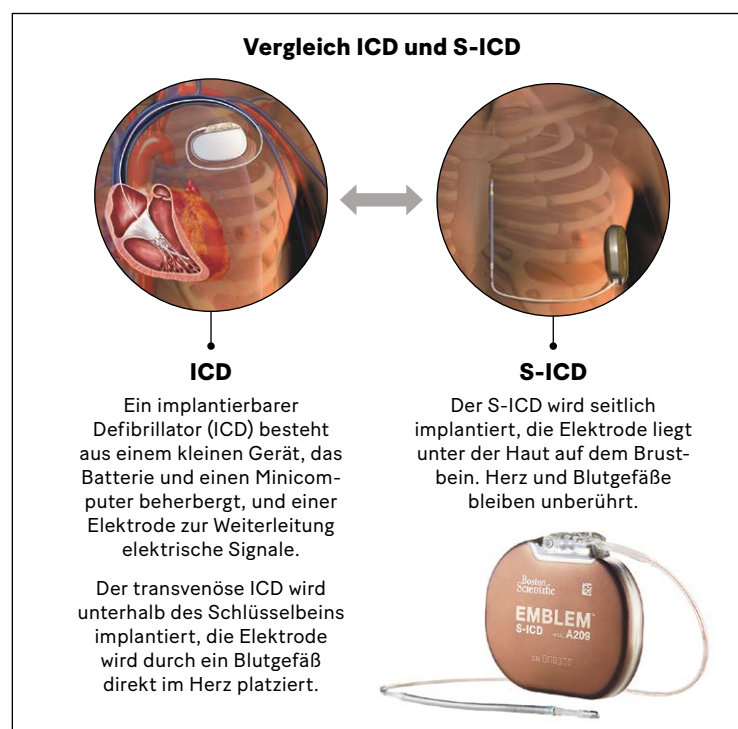 Vergleich ICD und S-ICD
ICD
Ein implantierbarer
Defibrillator (ICD) besteht
aus einem kleinen Gerät, das
Batterie und einen Minicom-
puter beherbergt, und einer
Elektrode zur Weiterleitung
elektrische Signale.
Der transvenöse ICD wird
unterhalb des Schlüsselbeins
implantiert, die Elektrode
wird durch ein Blutgefäß
direkt im Herz platziert.
S-ICD
Der S-ICD wird seitlich
implantiert, die Elektrode liegt
unter der Haut auf dem Brust-
bein. Herz und Blutgefäße
bleiben unberührt.
Boston
Scientific
EMBLEM™
S-ICD A209
SN